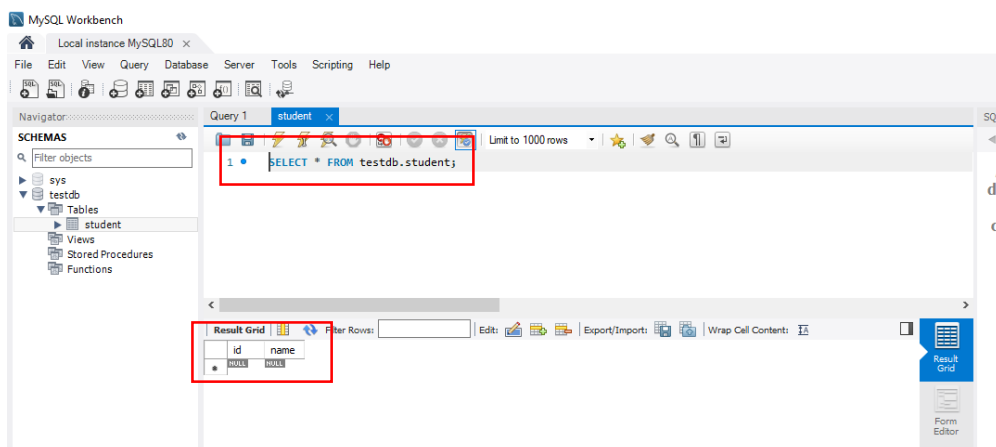 MySQL Workbench
Local instance MySQL80
File Edit View Query Database Server Tools Scripting Help
Navigator
Query 1 student
SCHEMAS
Limit to 1000 rows
Filter objects
1 SELECT * FROM testdb.student;
sys
testdb
Tables
student
Views
Stored Procedures
Functions
Result Grid Filter Rows: Edit: Export/Import: Wrap Cell Content:
id name
NULL NULL
Result
Grid
Form
Editor